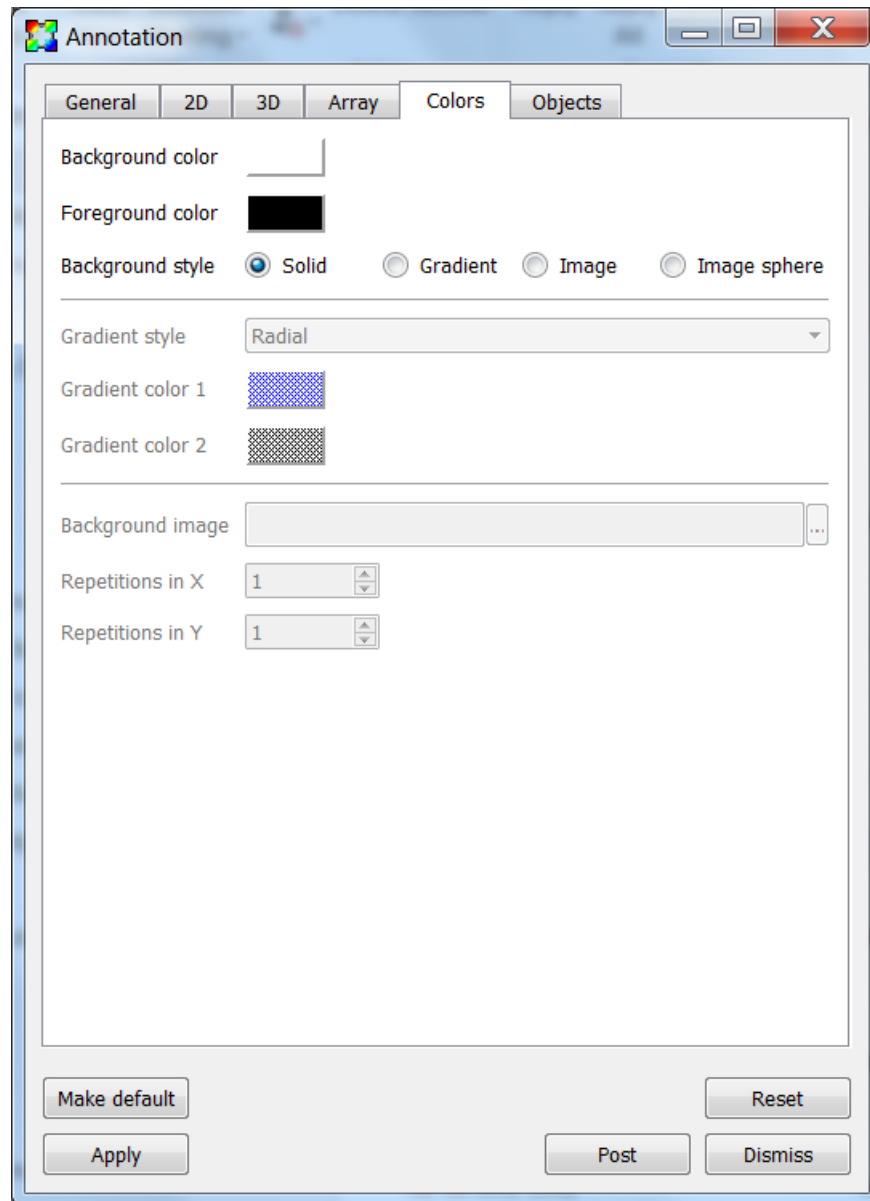 Annotation
General 2D 3D Array Colors Objects
Background color
Foreground color
Background style Solid Gradient Image Image sphere
Gradient style Radial
Gradient color 1
Gradient color 2
Background image ...
Repetitions in X 1
Repetitions in Y 1
Make default Reset
Apply Post Dismiss